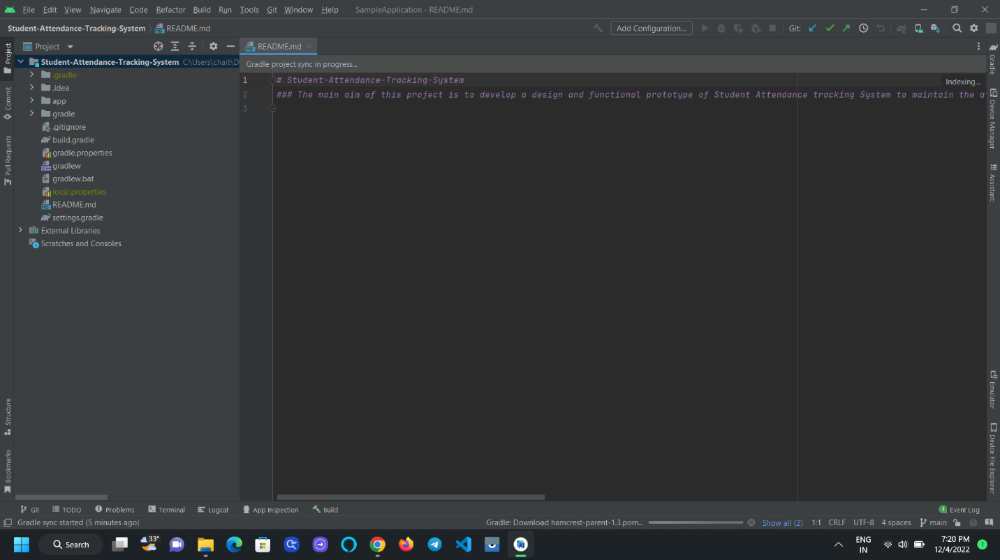 File Edit View Navigate Code Refactor Build Run Tools Git Window Help SampleApplication - README.md
Student-Attendance-Tracking-System README.md Add Configuration... Git:
Project
README.md
Student-Attendance-Tracking-System C:\Users\chait\D
.gradle
.idea
app
gradle
.gitignore
build.gradle
gradle.properties
gradlew
gradlew.bat
local.properties
README.md
settings.gradle
External Libraries
Scratches and Consoles
Gradle project sync in progress...
1 # Student-Attendance-Tracking-System
Indexing...
2 ### The main aim of this project is to develop a design and functional prototype of Student Attendance tracking System to maintain the a
3
Project
Commit
Pull Requests
Structure
Bookmarks
Gradle
Device Manager
Assistant
Emulator
Device File Explorer
Git TODO Problems Terminal Logcat App Inspection Build 1 Event Log
Gradle sync started (5 minutes ago) Gradle: Download hamcrest-parent-1.3.pom... Show all (2) 1:1 CRLF UTF-8 4 spaces main
Search 33° ENG 7:20 PM 1
IN 12/4/2022